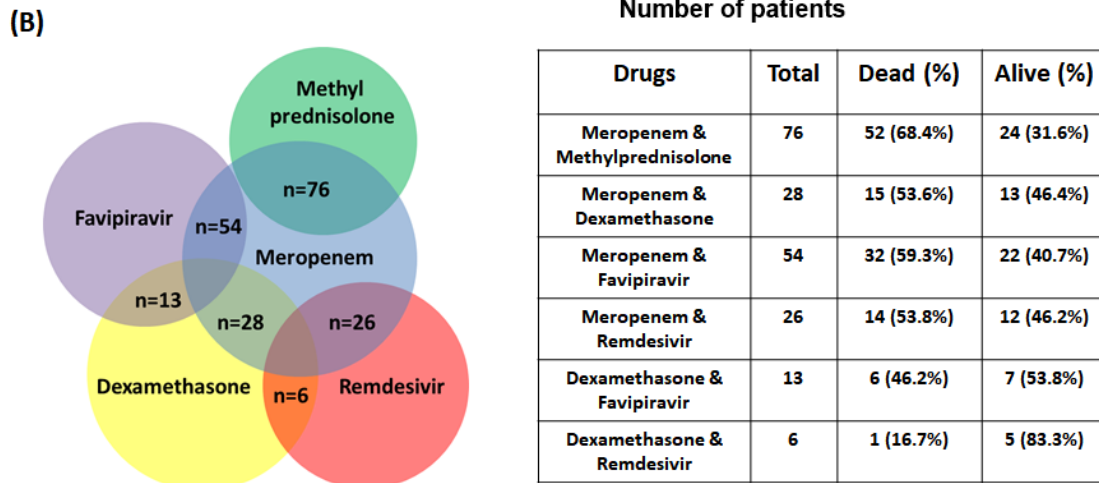 (B)
Methyl
prednisolone
n=76
Favipiravir
n=54
Meropenem
n=13
n=28
n=26
Dexamethasone
n=6
Remdesivir
Number of patients
Drugs Total Dead (%) Alive (%)
Meropenem &
Methylprednisolone
76 52 (68.4%) 24 (31.6%)
Meropenem &
Dexamethasone
28 15 (53.6%) 13 (46.4%)
Meropenem &
Favipiravir
54 32 (59.3%) 22 (40.7%)
Meropenem &
Remdesivir
26 14 (53.8%) 12 (46.2%)
Dexamethasone &
Favipiravir
13 6 (46.2%) 7 (53.8%)
Dexamethasone &
Remdesivir
6 1 (16.7%) 5 (83.3%)